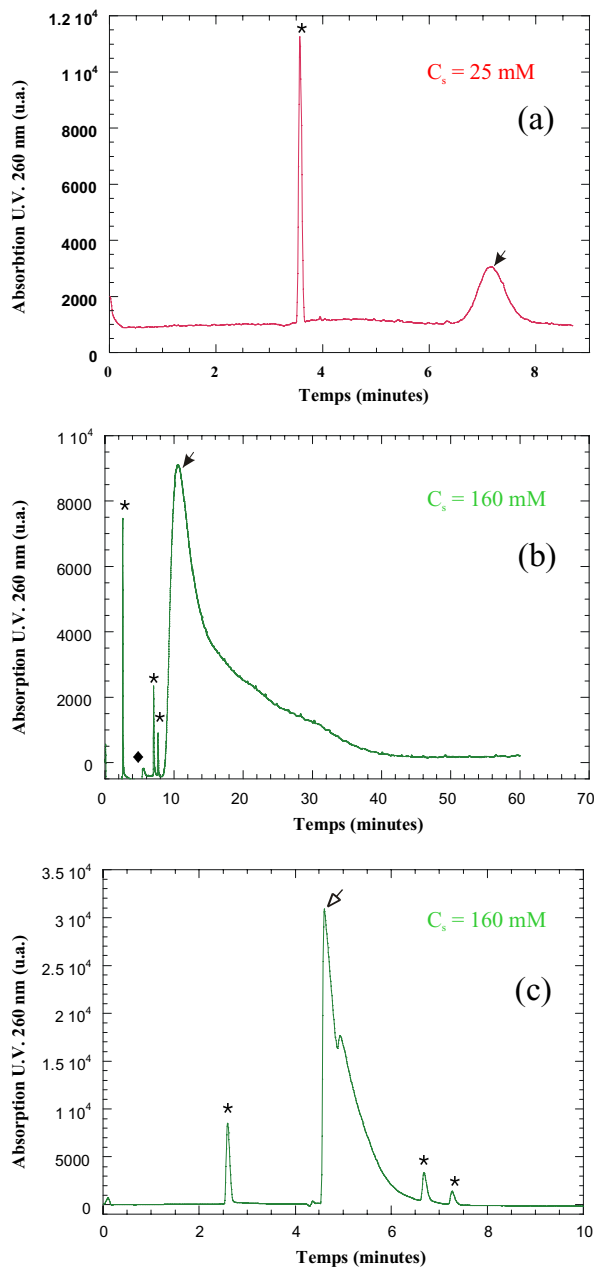 1.2 10⁴
10⁴
8000
6000
4000
2000
0
Absorbtion U.V. 260 nm (u.a.)
*
Cₛ = 25 mM
(a)
0 2 4 6 8
Temps (minutes)
1 10⁴
8000
6000
4000
2000
0
Absorption U.V. 260 nm (u.a.)
*
*
*
Cₛ = 160 mM
(b)
0 10 20 30 40 50 60 70
Temps (minutes)
3.5 10⁴
3 10⁴
2.5 10⁴
2 10⁴
1.5 10⁴
1 10⁴
5000
0
Absorption U.V. 260 nm (u.a.)
*
*
*
Cₛ = 160 mM
(c)
0 2 4 6 8 10
Temps (minutes)